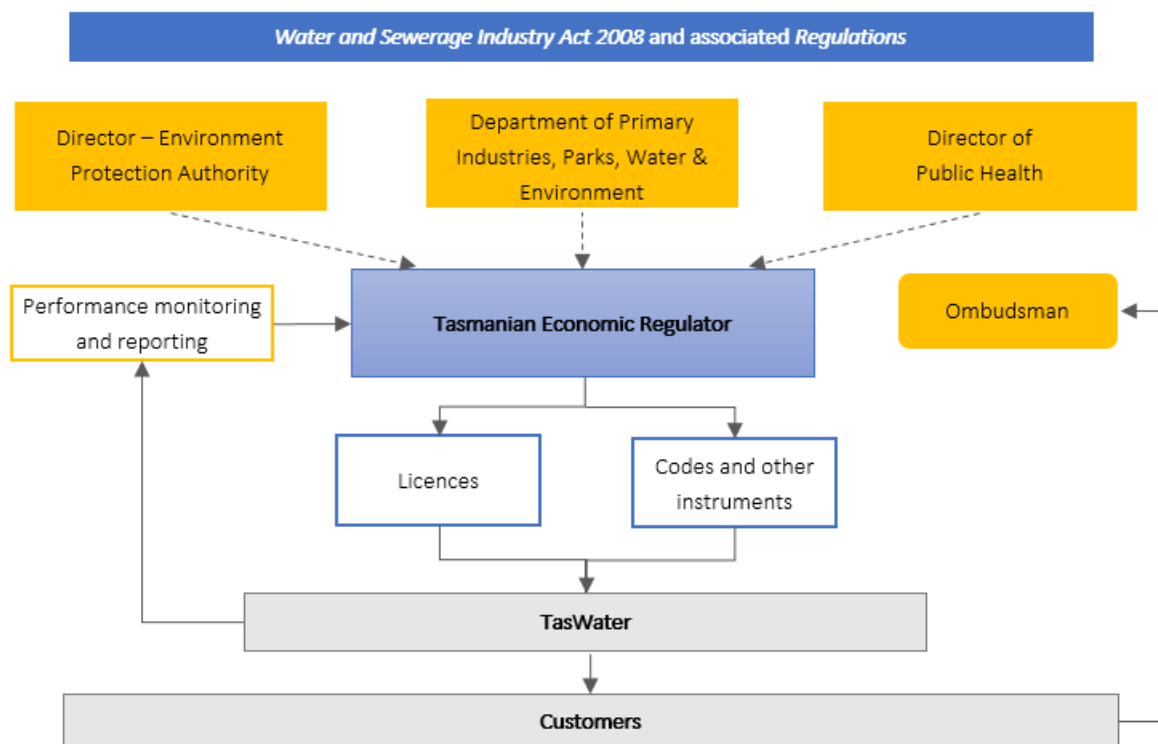 Water and Sewerage Industry Act 2008 and associated Regulations
Director – Environment
Protection Authority
Department of Primary
Industries, Parks, Water &
Environment
Director of
Public Health
Performance monitoring
and reporting
Tasmanian Economic Regulator
Ombudsman
Licences
Codes and other
instruments
TasWater
Customers